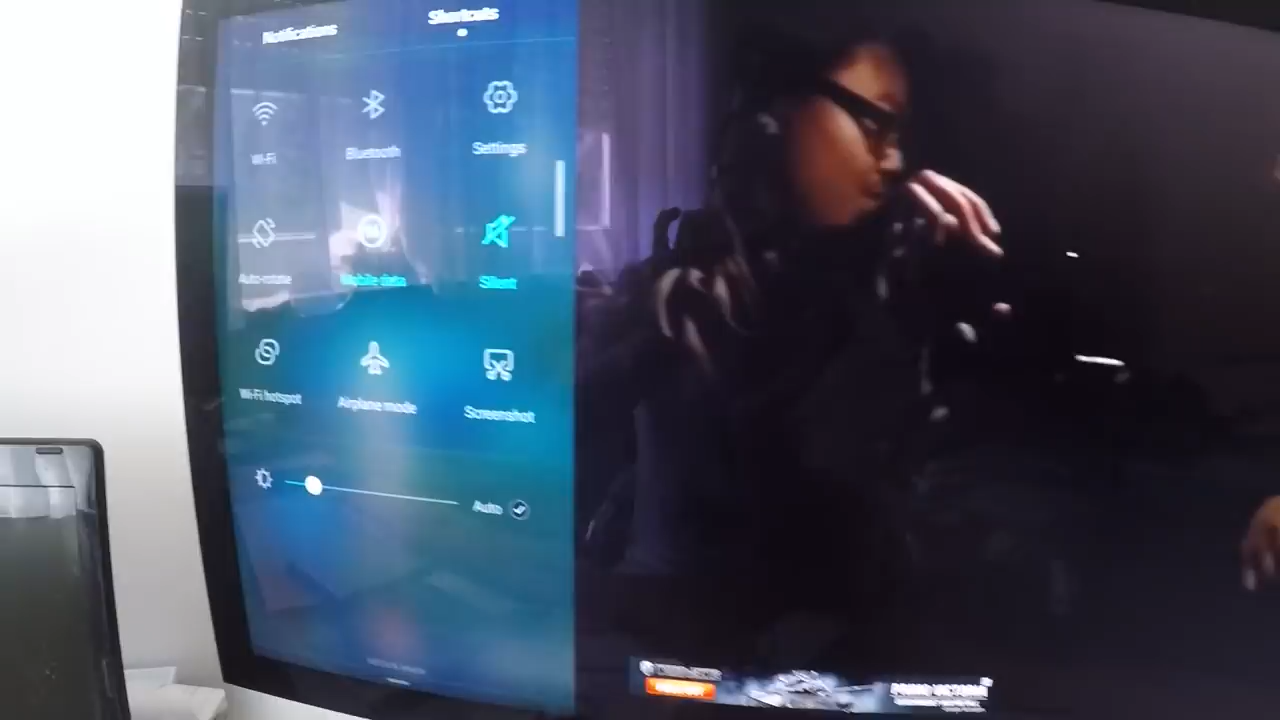 Notifications
Shortcuts
Wi-Fi
Bluetooth
Settings
Auto-rotate
Mobile data
Silent
Wi-Fi hotspot
Airplane mode
Screenshot
Auto